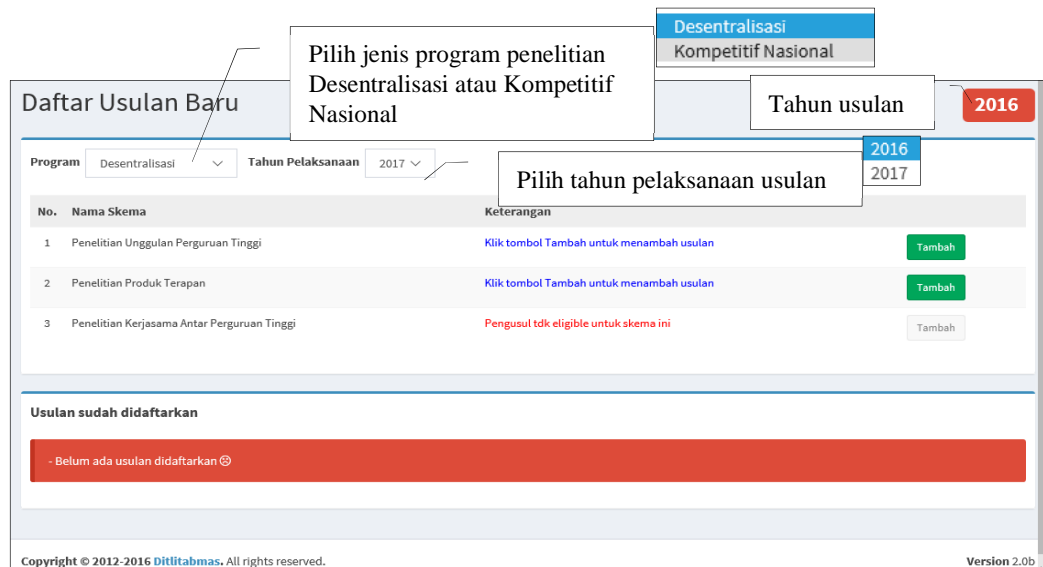 Desentralisasi
Kompetitif Nasional
Pilih jenis program penelitian
Desentralisasi atau Kompetitif
Nasional
Daftar Usulan Baru
Tahun usulan
2016
Program Desentralisasi Tahun Pelaksanaan 2017
2016
2017
Pilih tahun pelaksanaan usulan
No. Nama Skema Keterangan
1 Penelitian Unggulan Perguruan Tinggi Klik tombol Tambah untuk menambah usulan Tambah
2 Penelitian Produk Terapan Klik tombol Tambah untuk menambah usulan Tambah
3 Penelitian Kerjasama Antar Perguruan Tinggi Pengusul tdk eligible untuk skema ini Tambah
Usulan sudah didaftarkan
- Belum ada usulan didaftarkan ☹
Copyright © 2012-2016 Ditlitabmas. All rights reserved. Version 2.0b